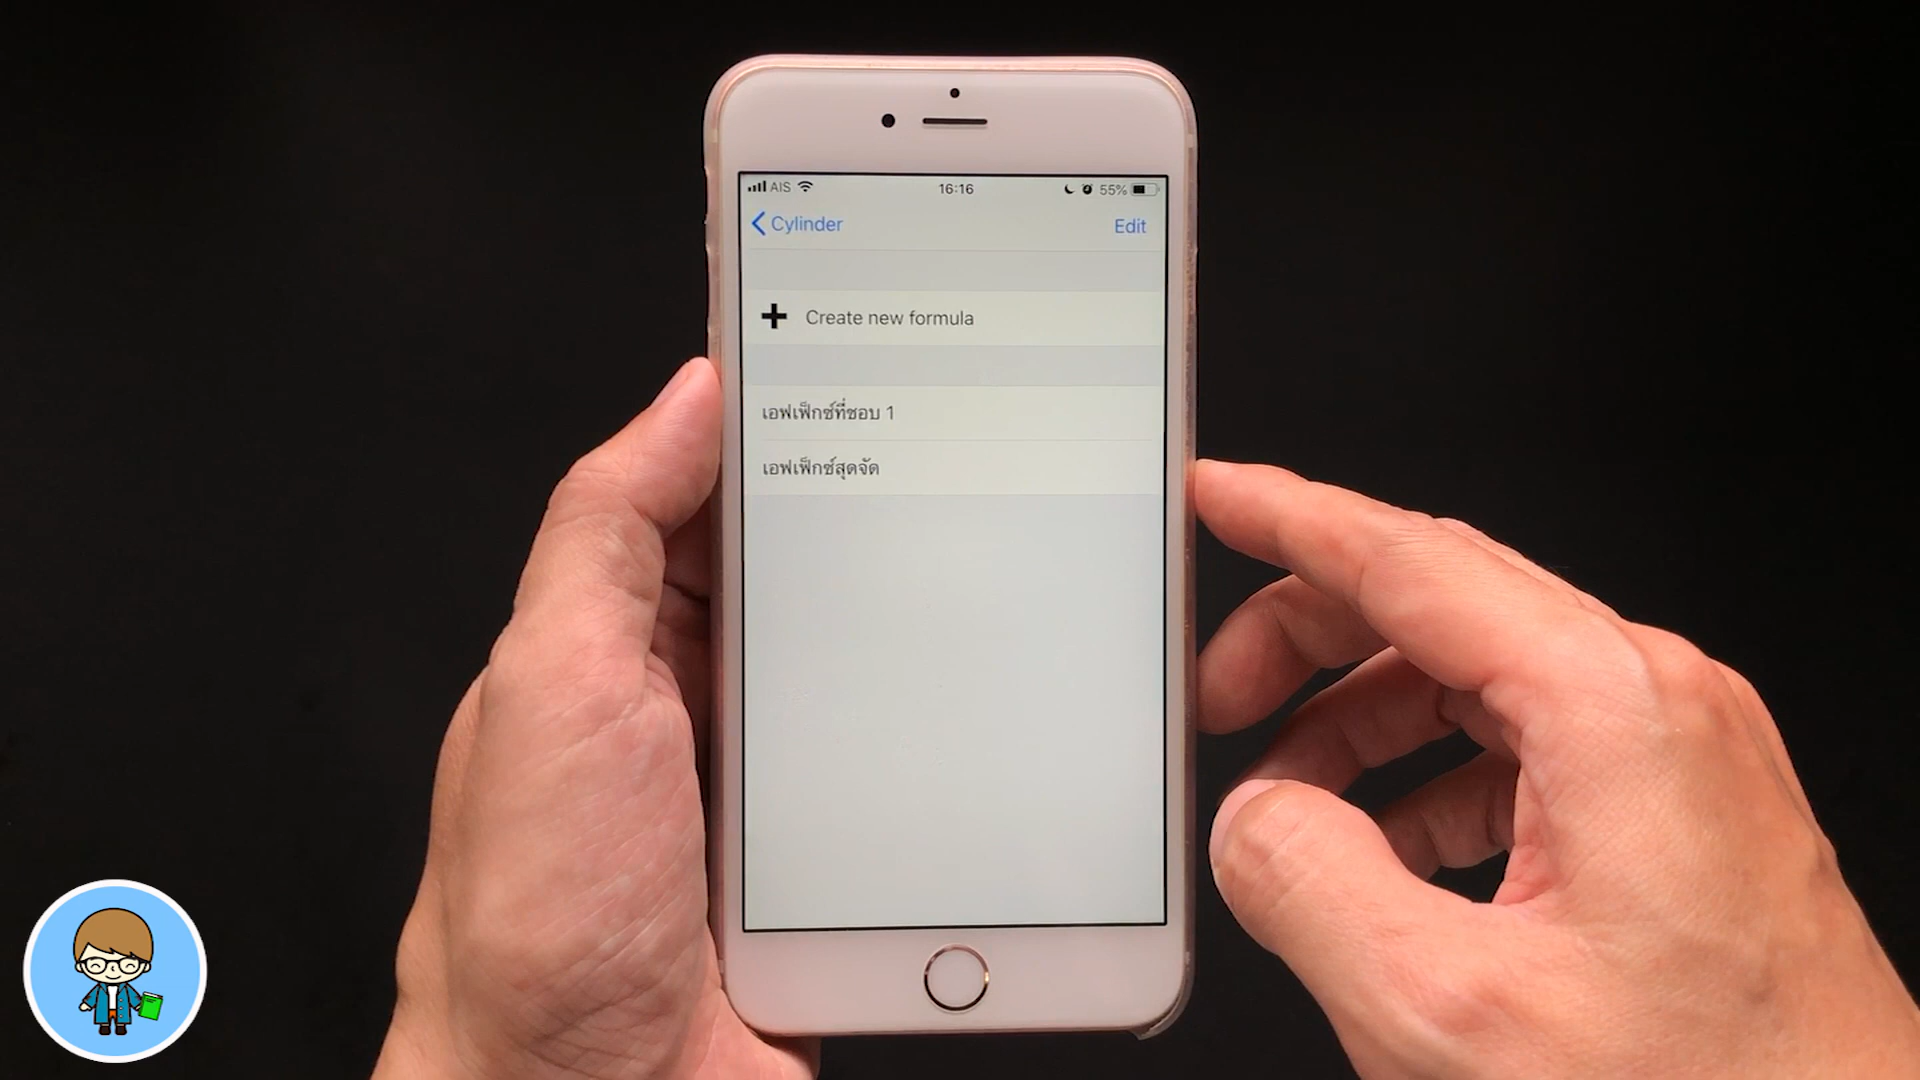 AIS 16:16 55%
Cylinder Edit
Create new formula
เอฟเฟ็กซ์ที่ชอบ 1
เอฟเฟ็กซ์สุดจัด